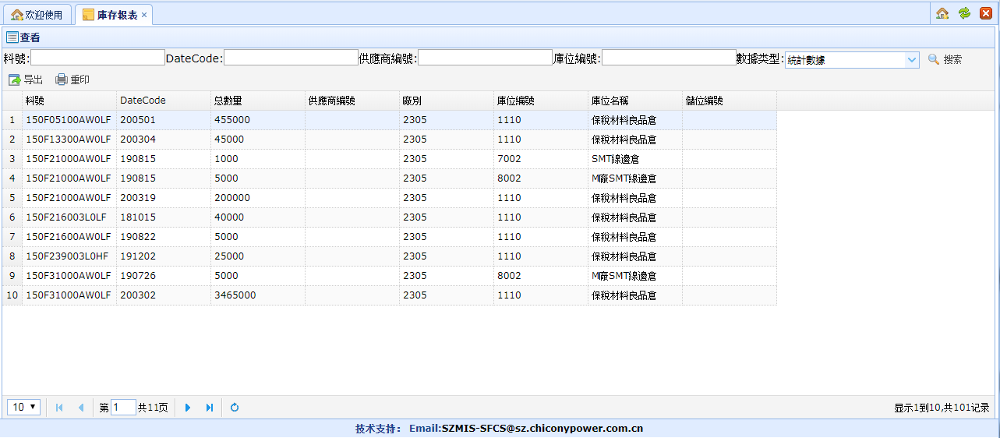 欢迎使用 庫存報表 ×
查看
料號: DateCode: 供應商編號: 庫位編號: 數據类型: 統計數據 搜索
导出 重印
料號 DateCode 总數量 供應商編號 廠別 庫位編號 庫位名稱 儲位編號
1 150F05100AW0LF 200501 455000 2305 1110 保税材料良品倉
2 150F13300AW0LF 200304 45000 2305 1110 保税材料良品倉
3 150F21000AW0LF 190815 1000 2305 7002 SMT線邊倉
4 150F21000AW0LF 190815 5000 2305 8002 M廠SMT線邊倉
5 150F21000AW0LF 200319 200000 2305 1110 保税材料良品倉
6 150F216003L0LF 181015 40000 2305 1110 保税材料良品倉
7 150F21600AW0LF 190822 5000 2305 1110 保税材料良品倉
8 150F239003L0HF 191202 25000 2305 1110 保税材料良品倉
9 150F31000AW0LF 190726 5000 2305 8002 M廠SMT線邊倉
10 150F31000AW0LF 200302 3465000 2305 1110 保税材料良品倉
10 第 1 共11页 显示1到10,共101记录
技术支持： Email:SZMIS-SFCS@sz.chiconypower.com.cn